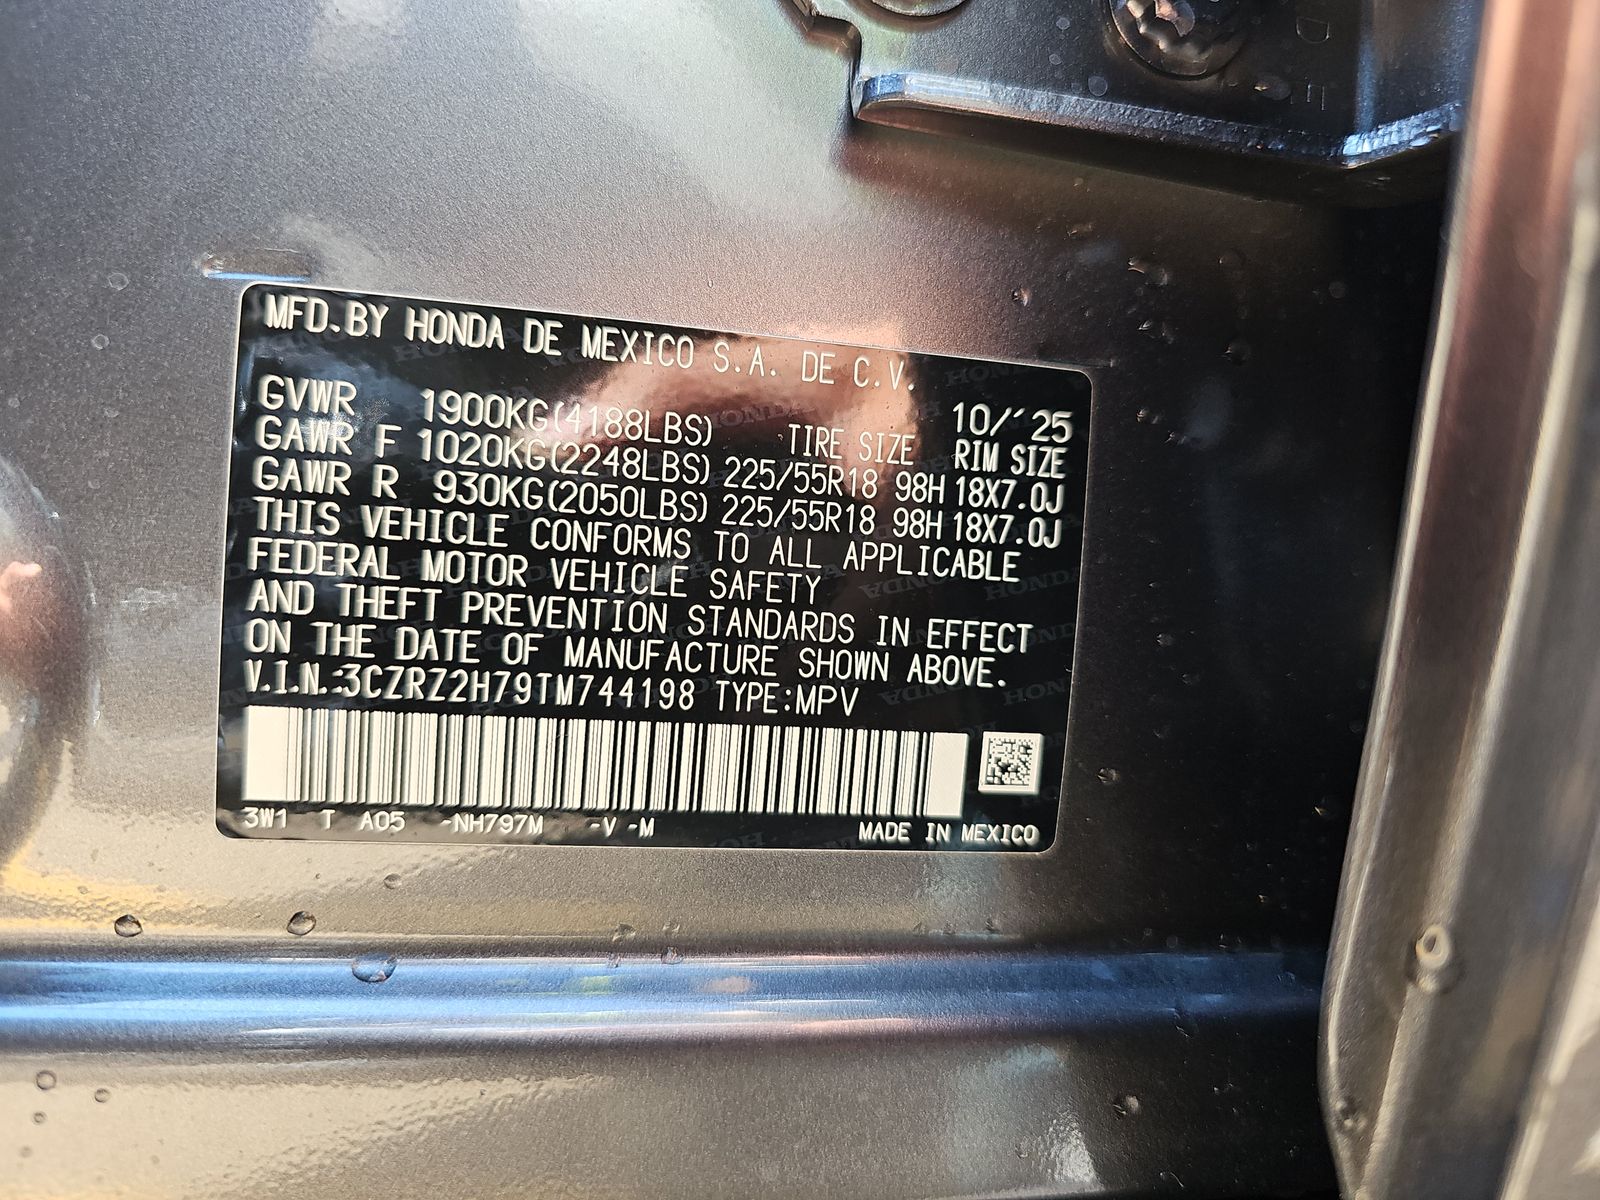 MFD.BY HONDA DE MEXICO S.A. DE C.V.
GVWR 1900KG(4188LBS) 10/'25
TIRE SIZE RIM SIZE
GAWR F 1020KG(2248LBS) 225/55R18 98H 18X7.0J
GAWR R 930KG(2050LBS) 225/55R18 98H 18X7.0J
THIS VEHICLE CONFORMS TO ALL APPLICABLE
FEDERAL MOTOR VEHICLE SAFETY
AND THEFT PREVENTION STANDARDS IN EFFECT
ON THE DATE OF MANUFACTURE SHOWN ABOVE.
V.I.N.:3CZRZ2H79TM744198 TYPE:MPV
3W1 T A05 -NH797M -V -M MADE IN MEXICO